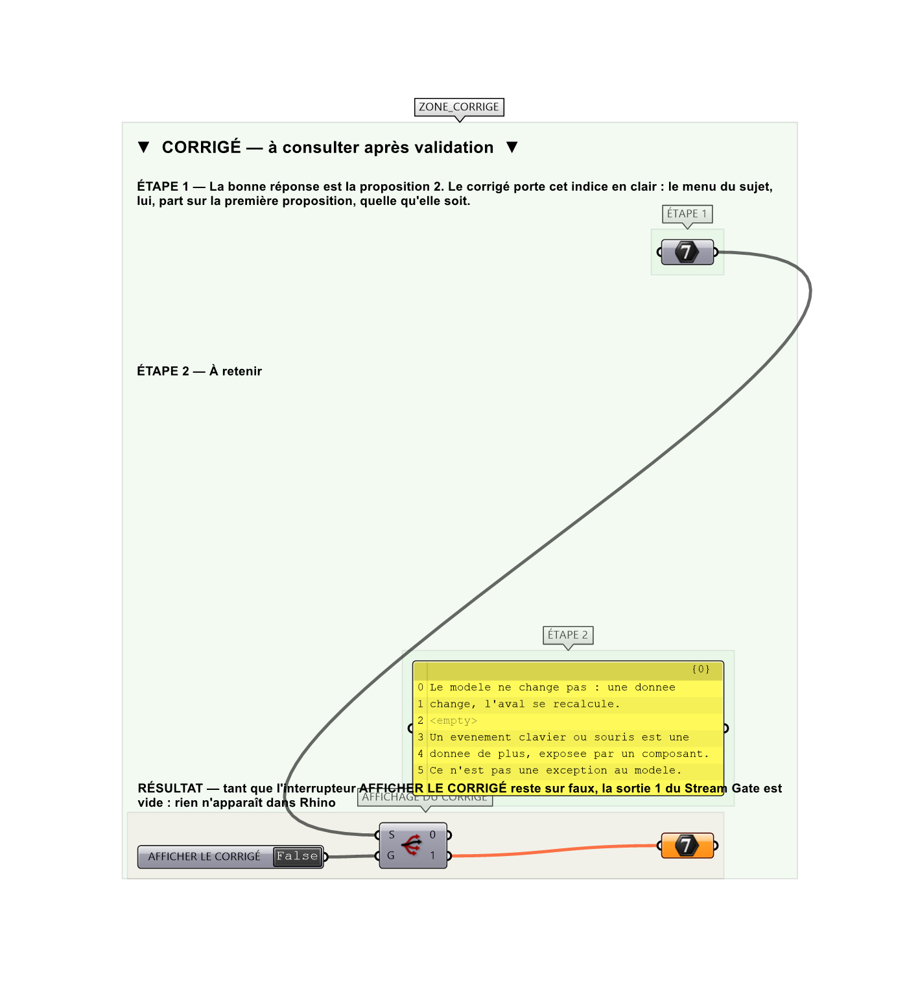 ZONE_CORRIGE
▼ CORRIGÉ — à consulter après validation ▼
ÉTAPE 1 — La bonne réponse est la proposition 2. Le corrigé porte cet indice en clair : le menu du sujet,
lui, part sur la première proposition, quelle qu'elle soit.
ÉTAPE 1
7
ÉTAPE 2 — À retenir
ÉTAPE 2
{0}
0 Le modele ne change pas : une donnee
1 change, l'aval se recalcule.
2 <empty>
3 Un evenement clavier ou souris est une
4 donnee de plus, exposee par un composant.
5 Ce n'est pas une exception au modele.
RÉSULTAT — tant que l'interrupteur AFFICHER LE CORRIGÉ reste sur faux, la sortie 1 du Stream Gate est
vide : rien n'apparaît dans Rhino
AFFICHAGE DU CORRIGÉ
S 0
G 1
AFFICHER LE CORRIGÉ False
7